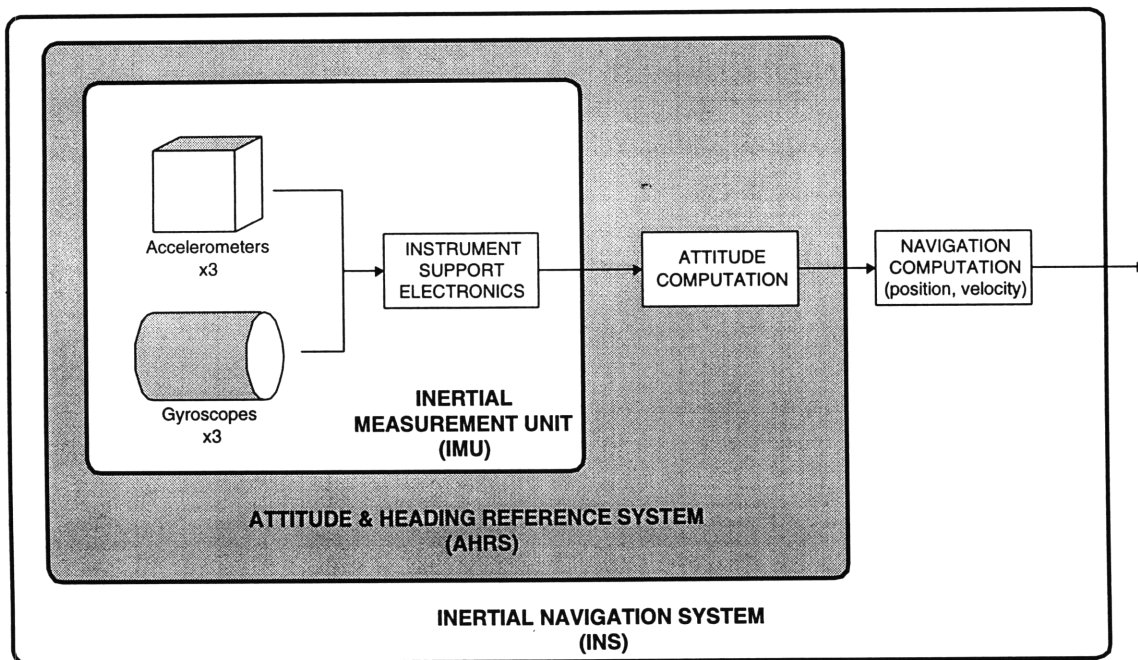 Accelerometers
x3
Gyroscopes
x3
INSTRUMENT
SUPPORT
ELECTRONICS
INERTIAL
MEASUREMENT UNIT
(IMU)
ATTITUDE
COMPUTATION
NAVIGATION
COMPUTATION
(position, velocity)
ATTITUDE & HEADING REFERENCE SYSTEM
(AHRS)
INERTIAL NAVIGATION SYSTEM
(INS)